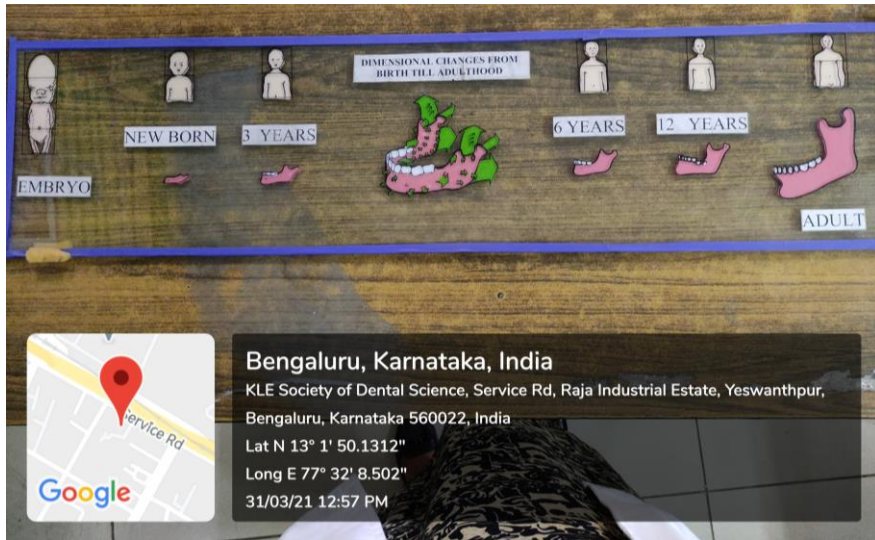 DIMENSIONAL CHANGES FROM
BIRTH TILL ADULTHOOD
EMBRYO
NEW BORN
3 YEARS
6 YEARS
12 YEARS
ADULT
Service Rd
Google
Bengaluru, Karnataka, India
KLE Society of Dental Science, Service Rd, Raja Industrial Estate, Yeswanthpur,
Bengaluru, Karnataka 560022, India
Lat N 13° 1' 50.1312"
Long E 77° 32' 8.502"
31/03/21 12:57 PM